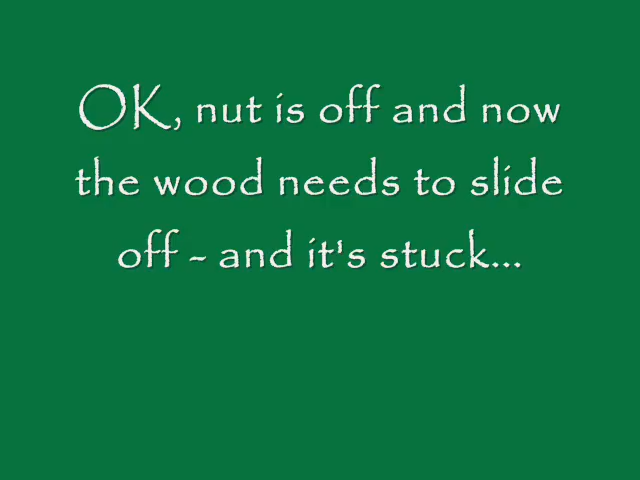 OK, nut is off and now
the wood needs to slide
off - and it's stuck...